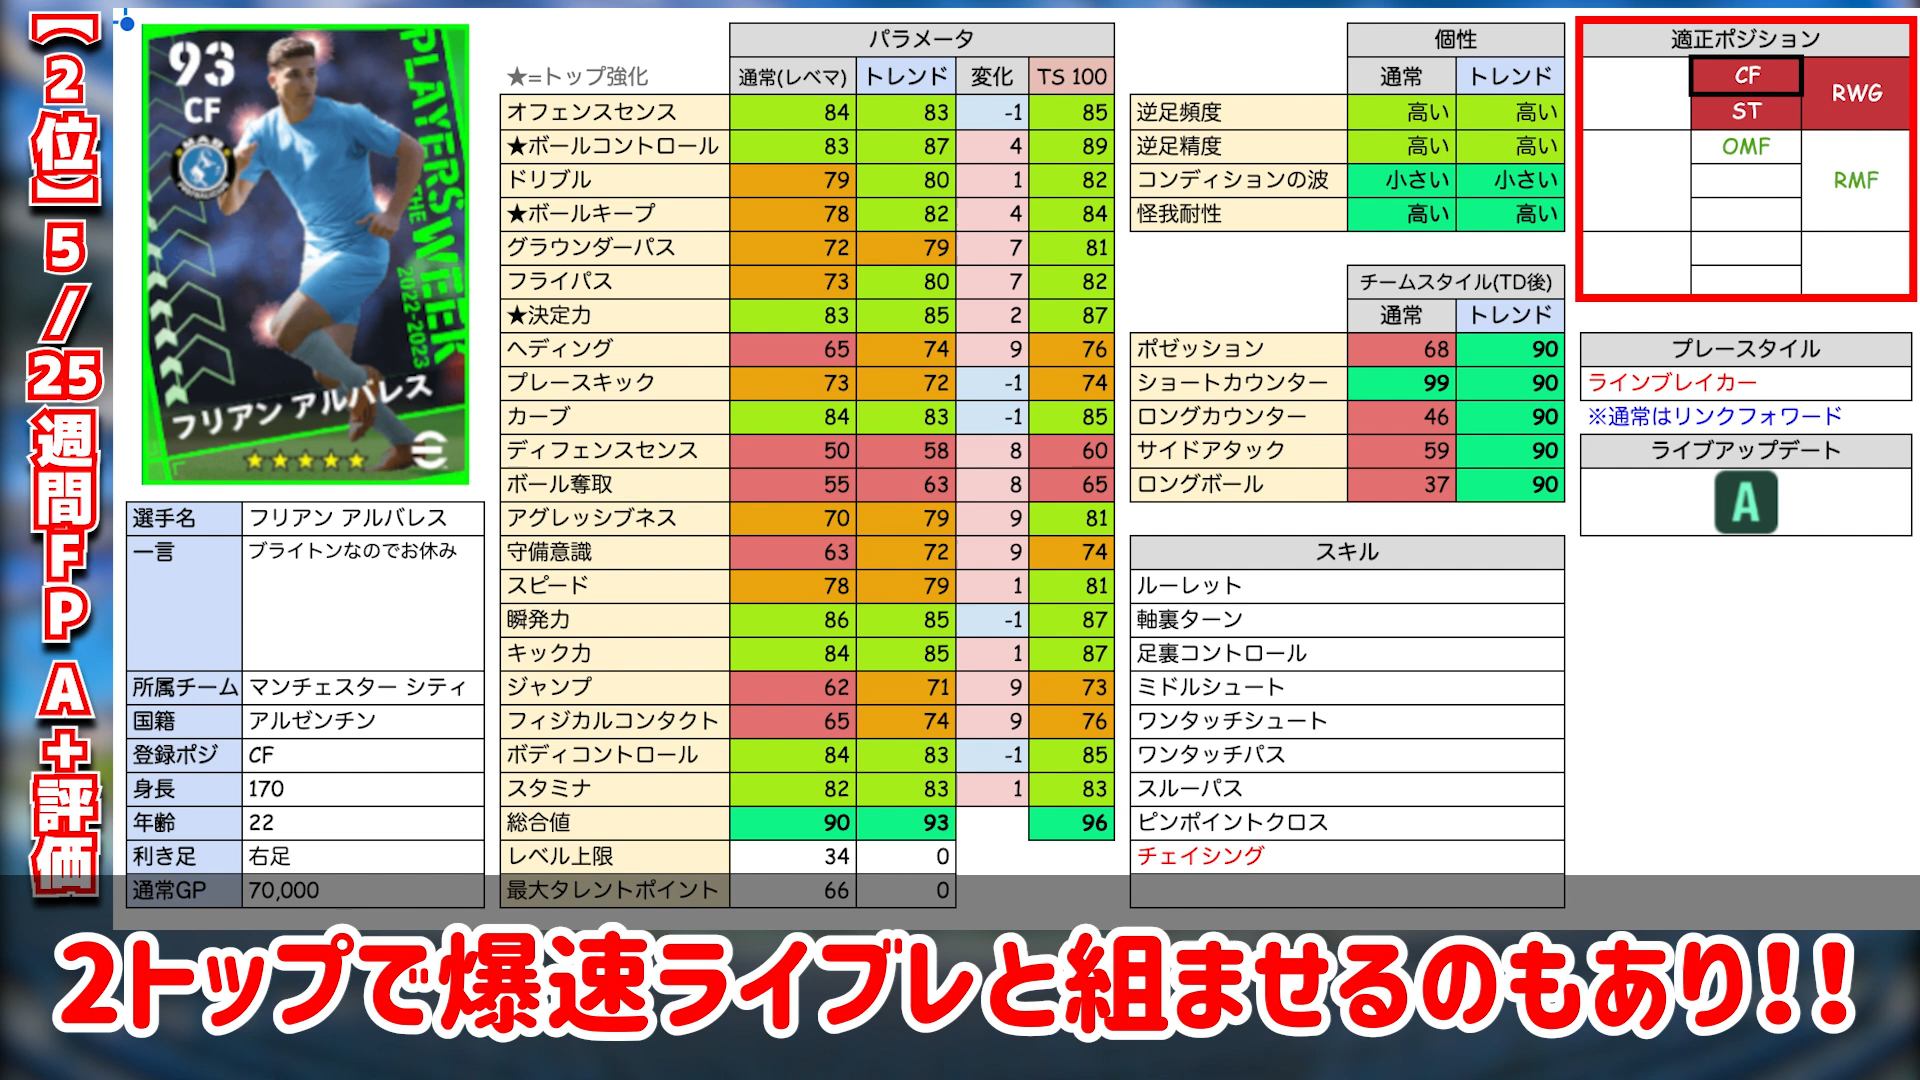 【2位】5/25週間FP A+評価
93
CF
PLAYERS OF THE WEEK
2022-2023
フリアン アルバレス
選手名 フリアン アルバレス
一言 ブライトンなのでお休み
所属チーム マンチェスター シティ
国籍 アルゼンチン
登録ポジ CF
身長 170
年齢 22
利き足 右足
通常GP 70,000
パラメータ
★=トップ強化 通常(レベマ) トレンド 変化 TS 100
オフェンスセンス 84 83 -1 85
★ボールコントロール 83 87 4 89
ドリブル 79 80 1 82
★ボールキープ 78 82 4 84
グラウンダーパス 72 79 7 81
フライパス 73 80 7 82
★決定力 83 85 2 87
ヘディング 65 74 9 76
プレースキック 73 72 -1 74
カーブ 84 83 -1 85
ディフェンスセンス 50 58 8 60
ボール奪取 55 63 8 65
アグレッシブネス 70 79 9 81
守備意識 63 72 9 74
スピード 78 79 1 81
瞬発力 86 85 -1 87
キック力 84 85 1 87
ジャンプ 62 71 9 73
フィジカルコンタクト 65 74 9 76
ボディコントロール 84 83 -1 85
スタミナ 82 83 1 83
総合値 90 93 96
レベル上限 34 0
最大タレントポイント 66 0
個性
通常 トレンド
逆足頻度 高い 高い
逆足精度 高い 高い
コンディションの波 小さい 小さい
怪我耐性 高い 高い
チームスタイル(TD後)
通常 トレンド
ポゼッション 68 90
ショートカウンター 99 90
ロングカウンター 46 90
サイドアタック 59 90
ロングボール 37 90
スキル
ルーレット
軸裏ターン
足裏コントロール
ミドルシュート
ワンタッチシュート
ワンタッチパス
スルーパス
ピンポイントクロス
チェイシング
適正ポジション
CF
RWG
ST
OMF
RMF
プレースタイル
ラインブレイカー
※通常はリンクフォワード
ライブアップデート
A
2トップで爆速ライブレと組ませるのもあり!!